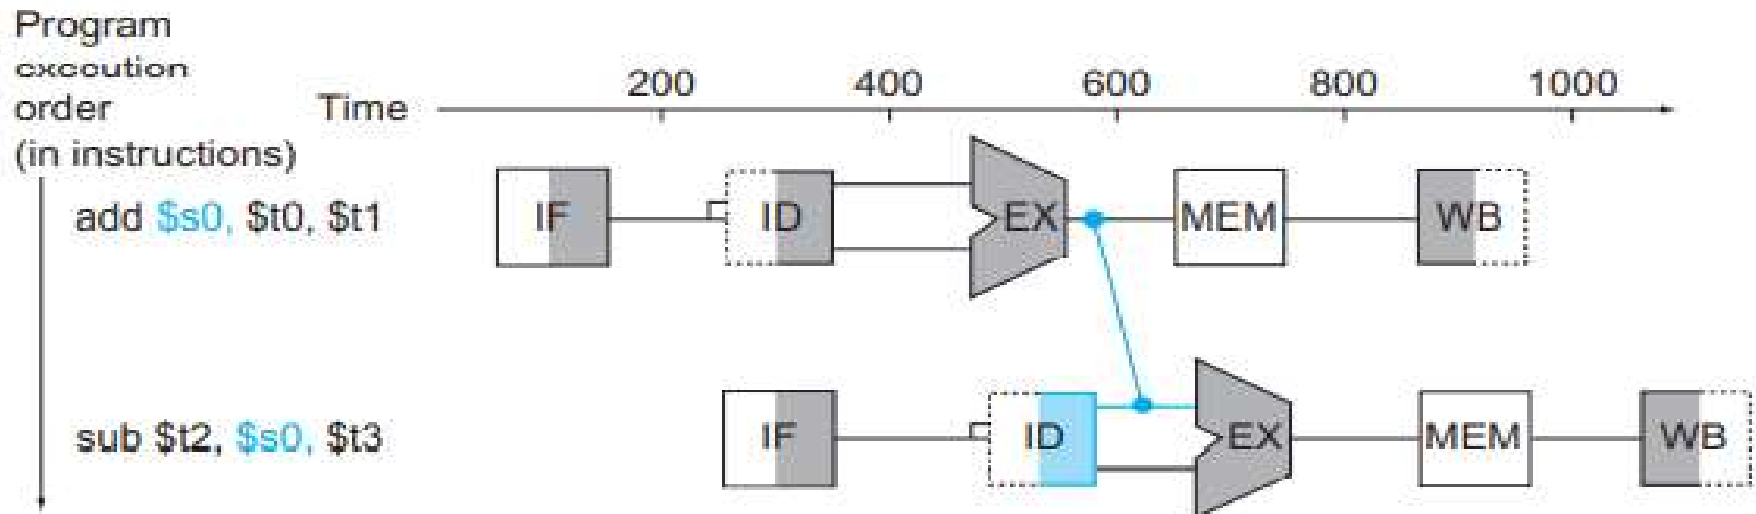 Program
execution
order
(in instructions)
Time
200 400 600 800 1000
add $s0, $t0, $t1
IF ID EX MEM WB
sub $t2, $s0, $t3
IF ID EX MEM WB